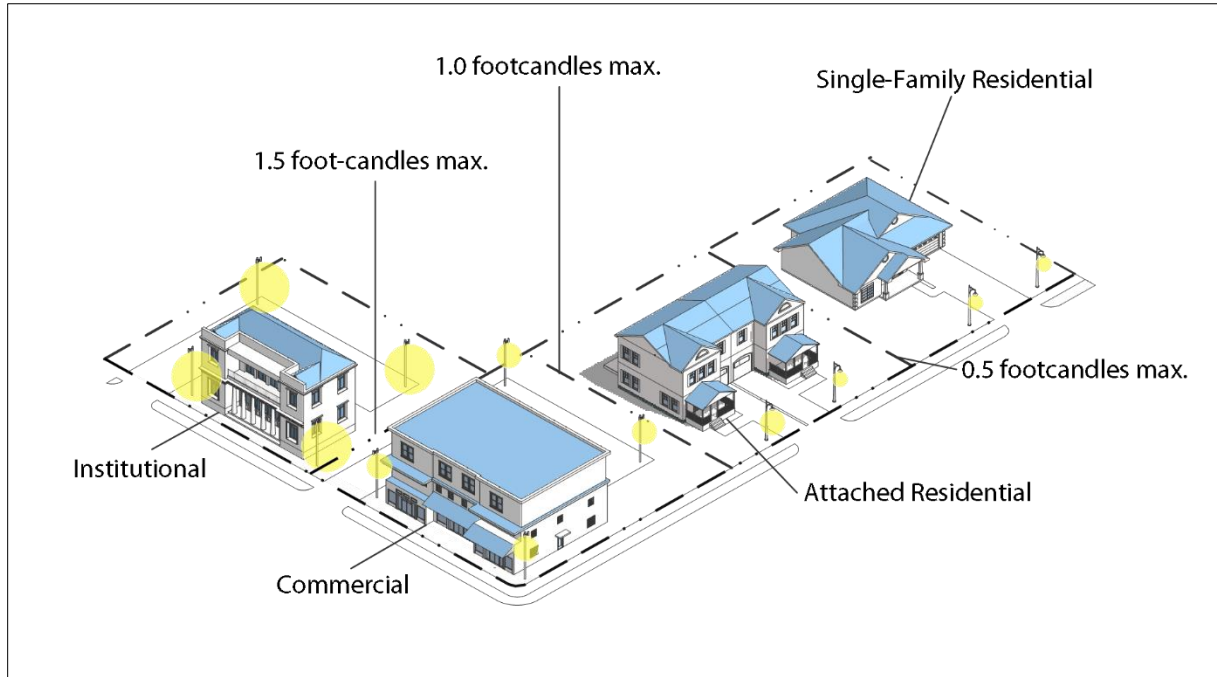 1.0 footcandles max.
Single-Family Residential
1.5 foot-candles max.
0.5 footcandles max.
Institutional
Attached Residential
Commercial